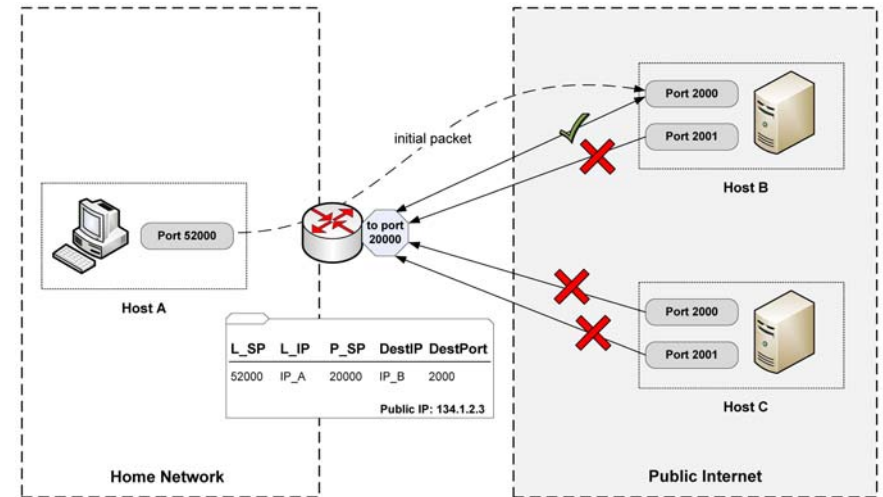 Port 2000
initial packet
Port 2001
Host B
Port 52000
to port
20000
Host A
Port 2000
Port 2001
Host C
L_SP L_IP P_SP DestIP DestPort
52000 IP_A 20000 IP_B 2000
Public IP: 134.1.2.3
Home Network
Public Internet